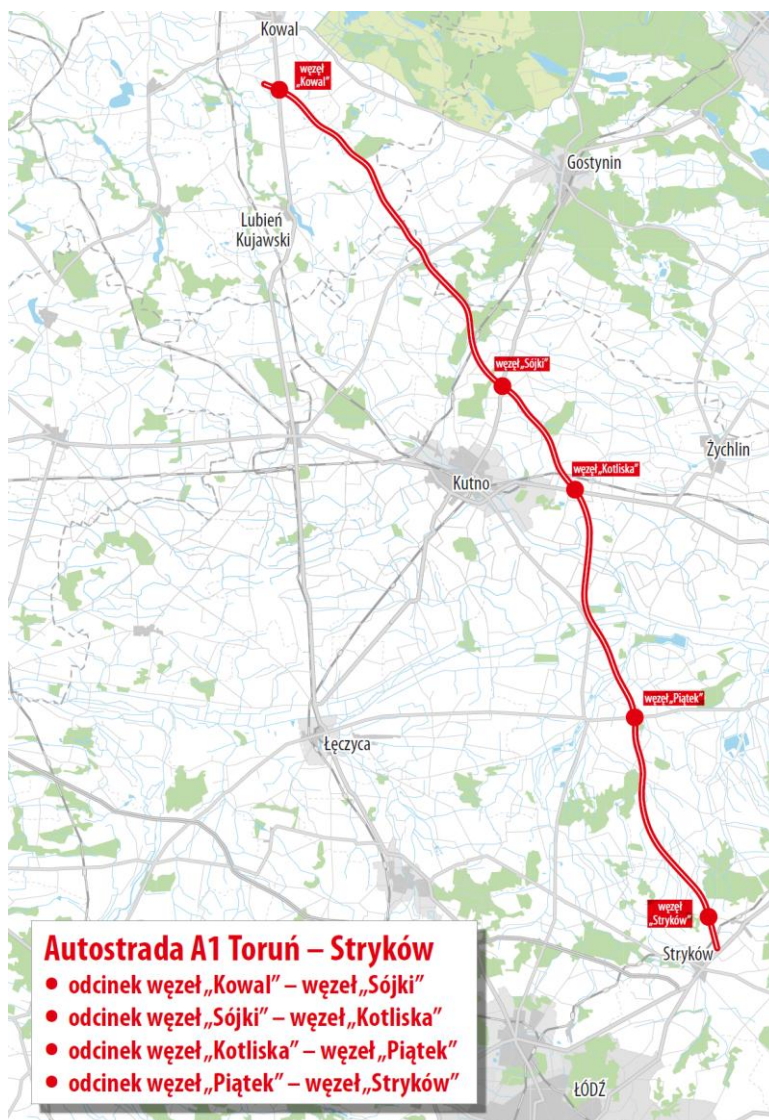 Kowal
węzeł
„Kowal”
Gostynin
Lubień
Kujawski
węzeł „Sójki”
Żychlin
węzeł „Kotliska”
Kutno
węzeł „Piątek”
Łęczyca
węzeł
„Stryków”
Stryków
Autostrada A1 Toruń – Stryków
• odcinek węzeł „Kowal” – węzeł „Sójki”
• odcinek węzeł „Sójki” – węzeł „Kotliska”
• odcinek węzeł „Kotliska” – węzeł „Piątek”
• odcinek węzeł „Piątek” – węzeł „Stryków”
ŁÓDŹ